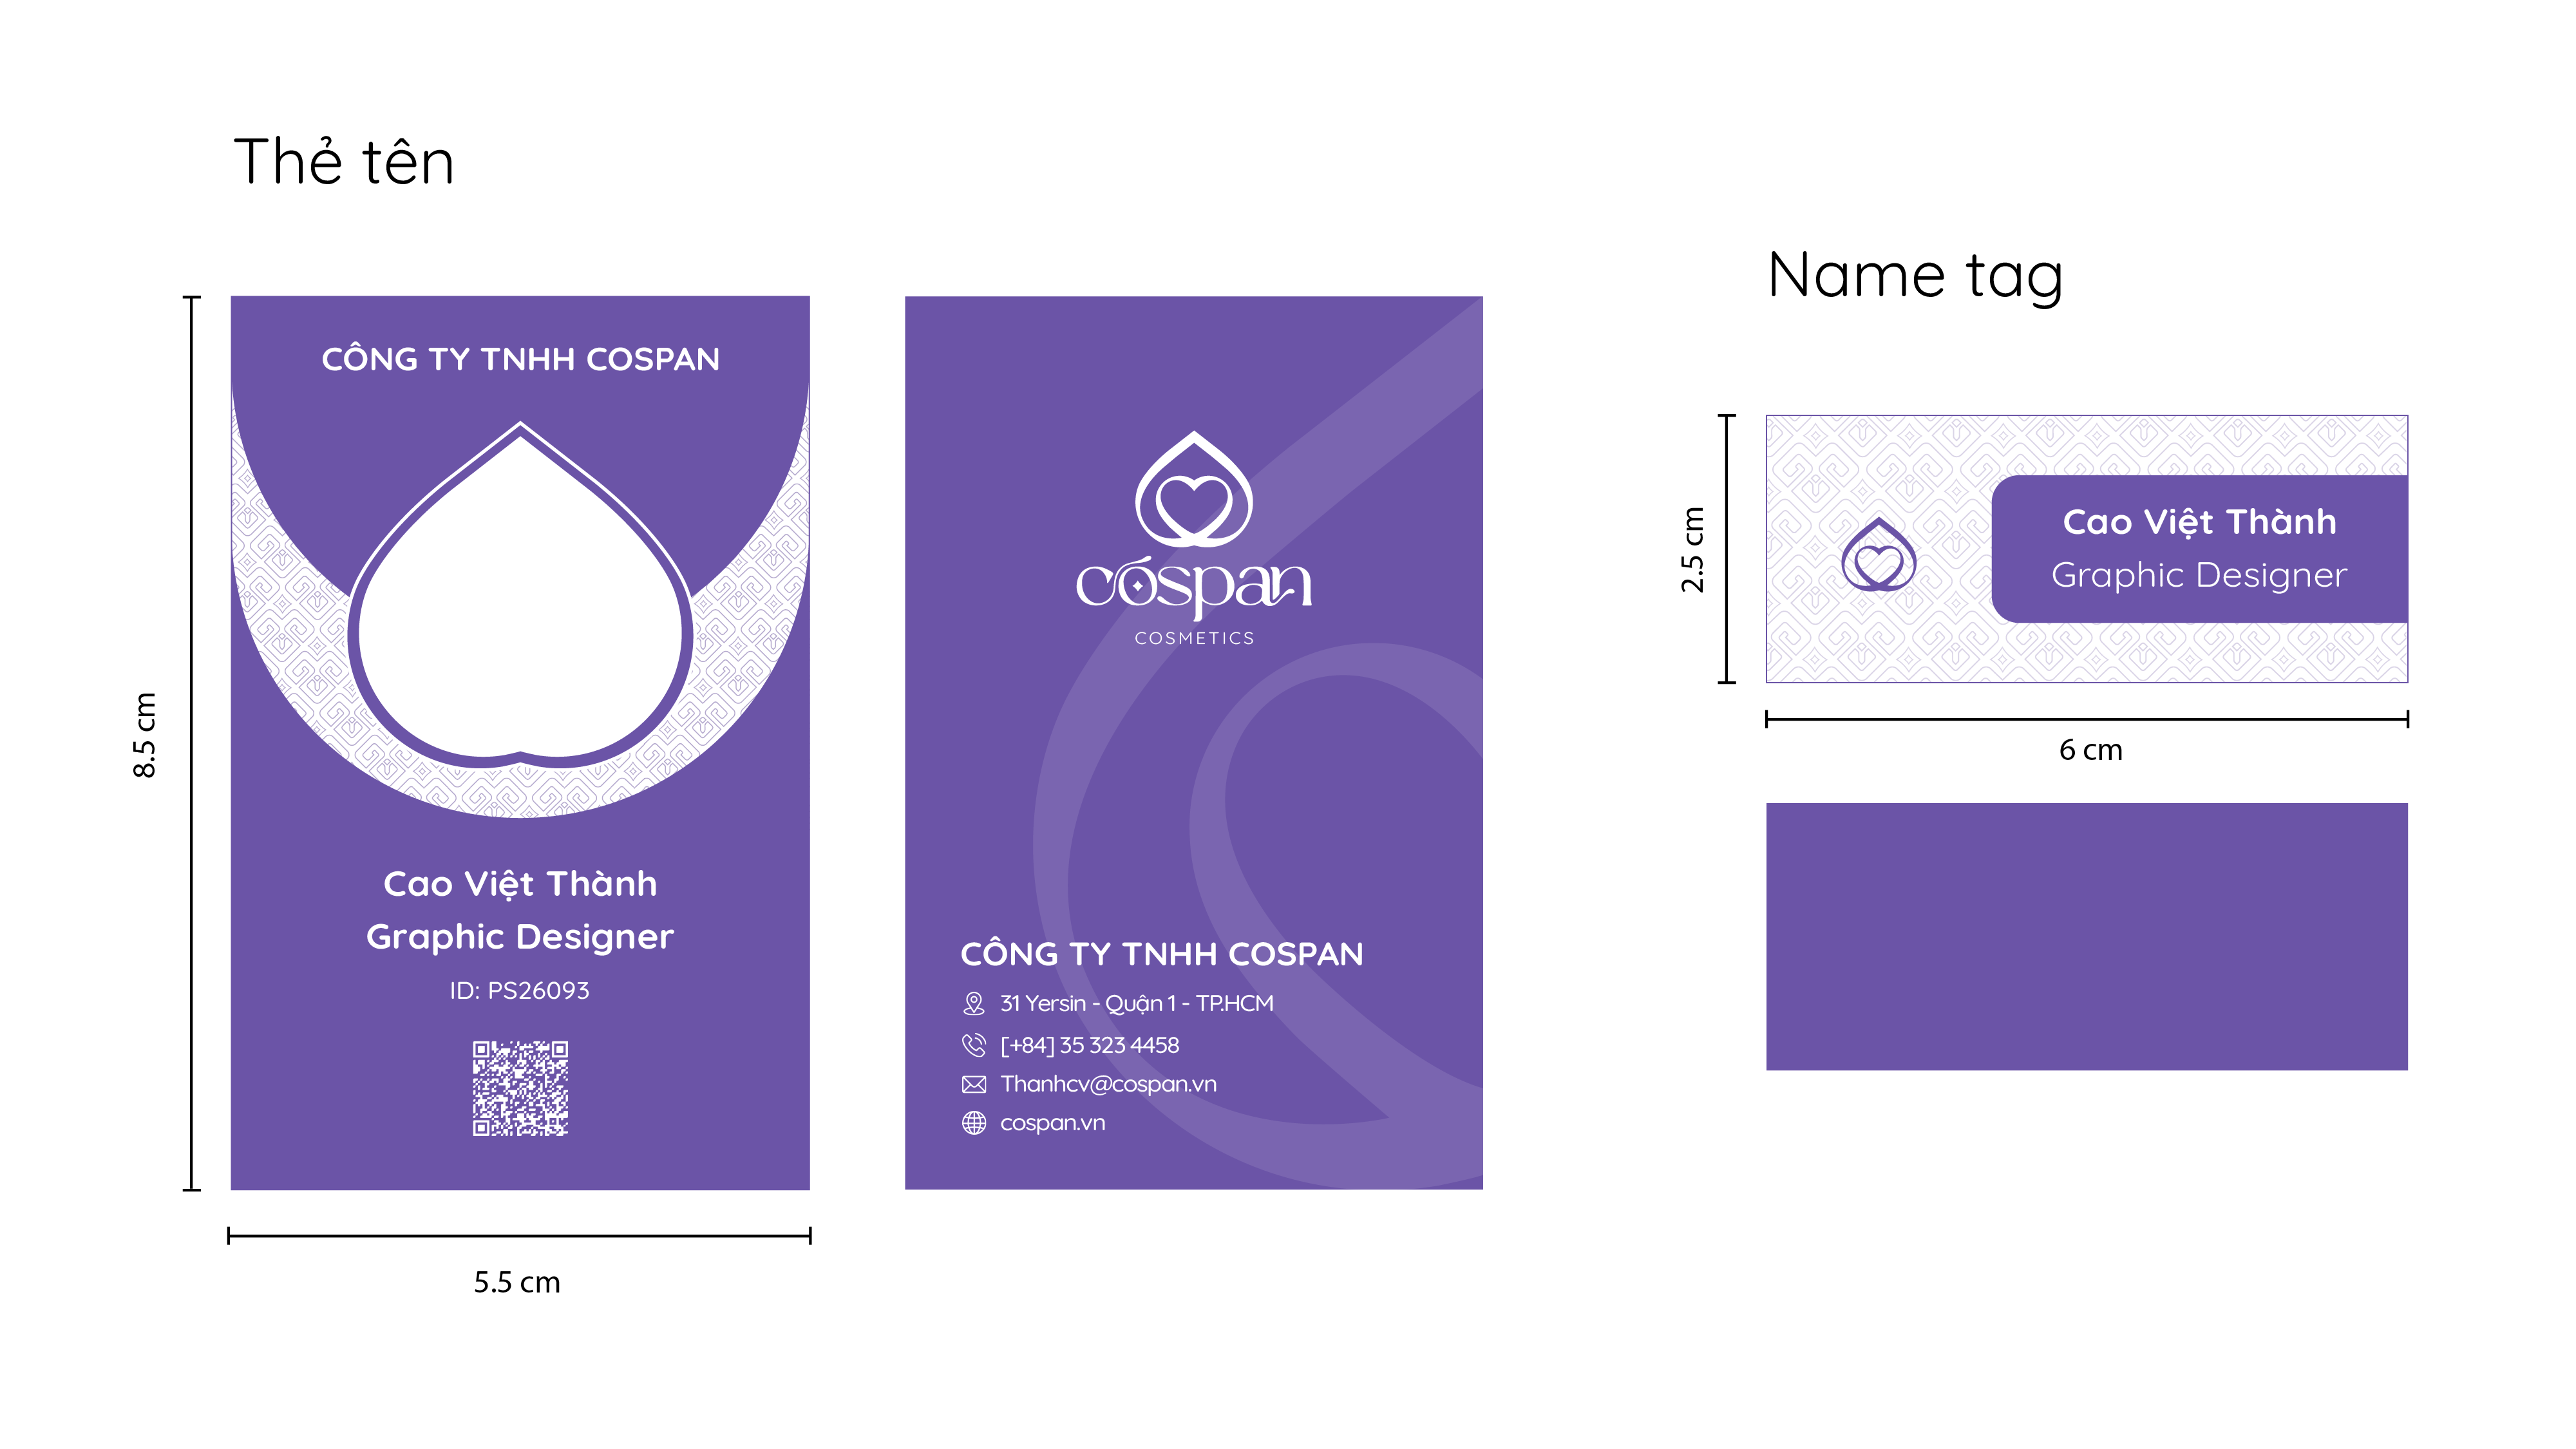 Thẻ tên
8.5 cm
CÔNG TY TNHH COSPAN
Cao Việt Thành
Graphic Designer
ID: PS26093
5.5 cm
cóspan
COSMETICS
CÔNG TY TNHH COSPAN
31 Yersin - Quận 1 - TP.HCM
[+84] 35 323 4458
Thanhcv@cospan.vn
cospan.vn
Name tag
2.5 cm
Cao Việt Thành
Graphic Designer
6 cm